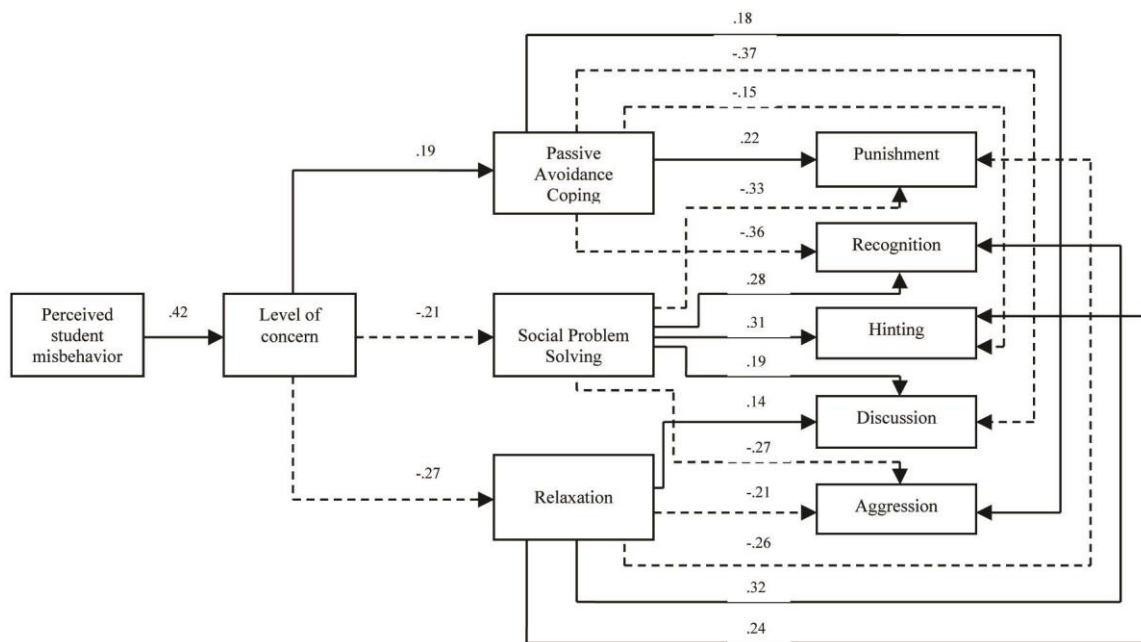 .18
-.37
-.15
.19
Passive
Avoidance
Coping
.22
Punishment
-.33
-.36
Recognition
.28
Perceived
student
misbehavior
.42
Level of
concern
-.21
Social Problem
Solving
.31
Hinting
.19
.14
Discussion
-.27
-.27
Relaxation
-.21
Aggression
-.26
.32
.24